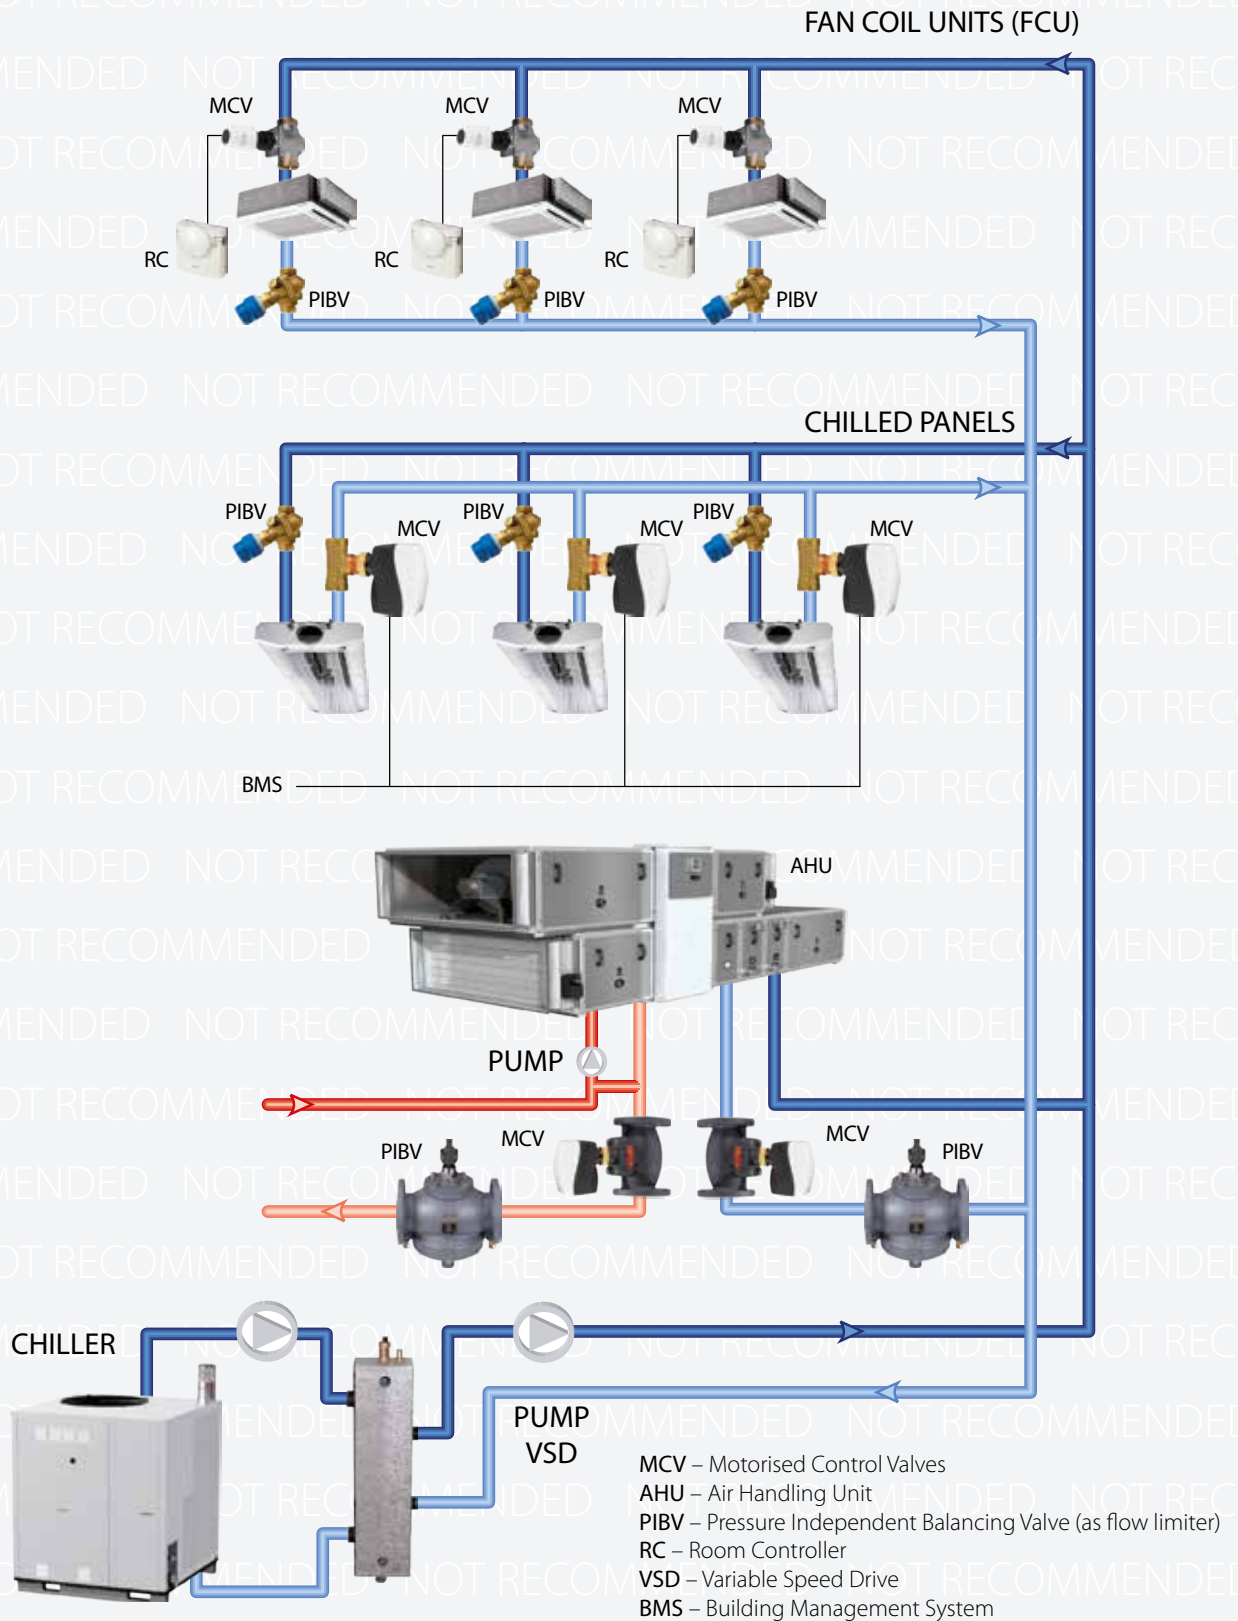 FAN COIL UNITS (FCU)
MCV MCV MCV
RC RC RC
PIBV PIBV PIBV
CHILLED PANELS
PIBV MCV PIBV MCV PIBV MCV
BMS
AHU
PUMP
PIBV MCV MCV PIBV
CHILLER
PUMP
VSD
MCV – Motorised Control Valves
AHU – Air Handling Unit
PIBV – Pressure Independent Balancing Valve (as flow limiter)
RC – Room Controller
VSD – Variable Speed Drive
BMS – Building Management System
NOT RECOMMENDED